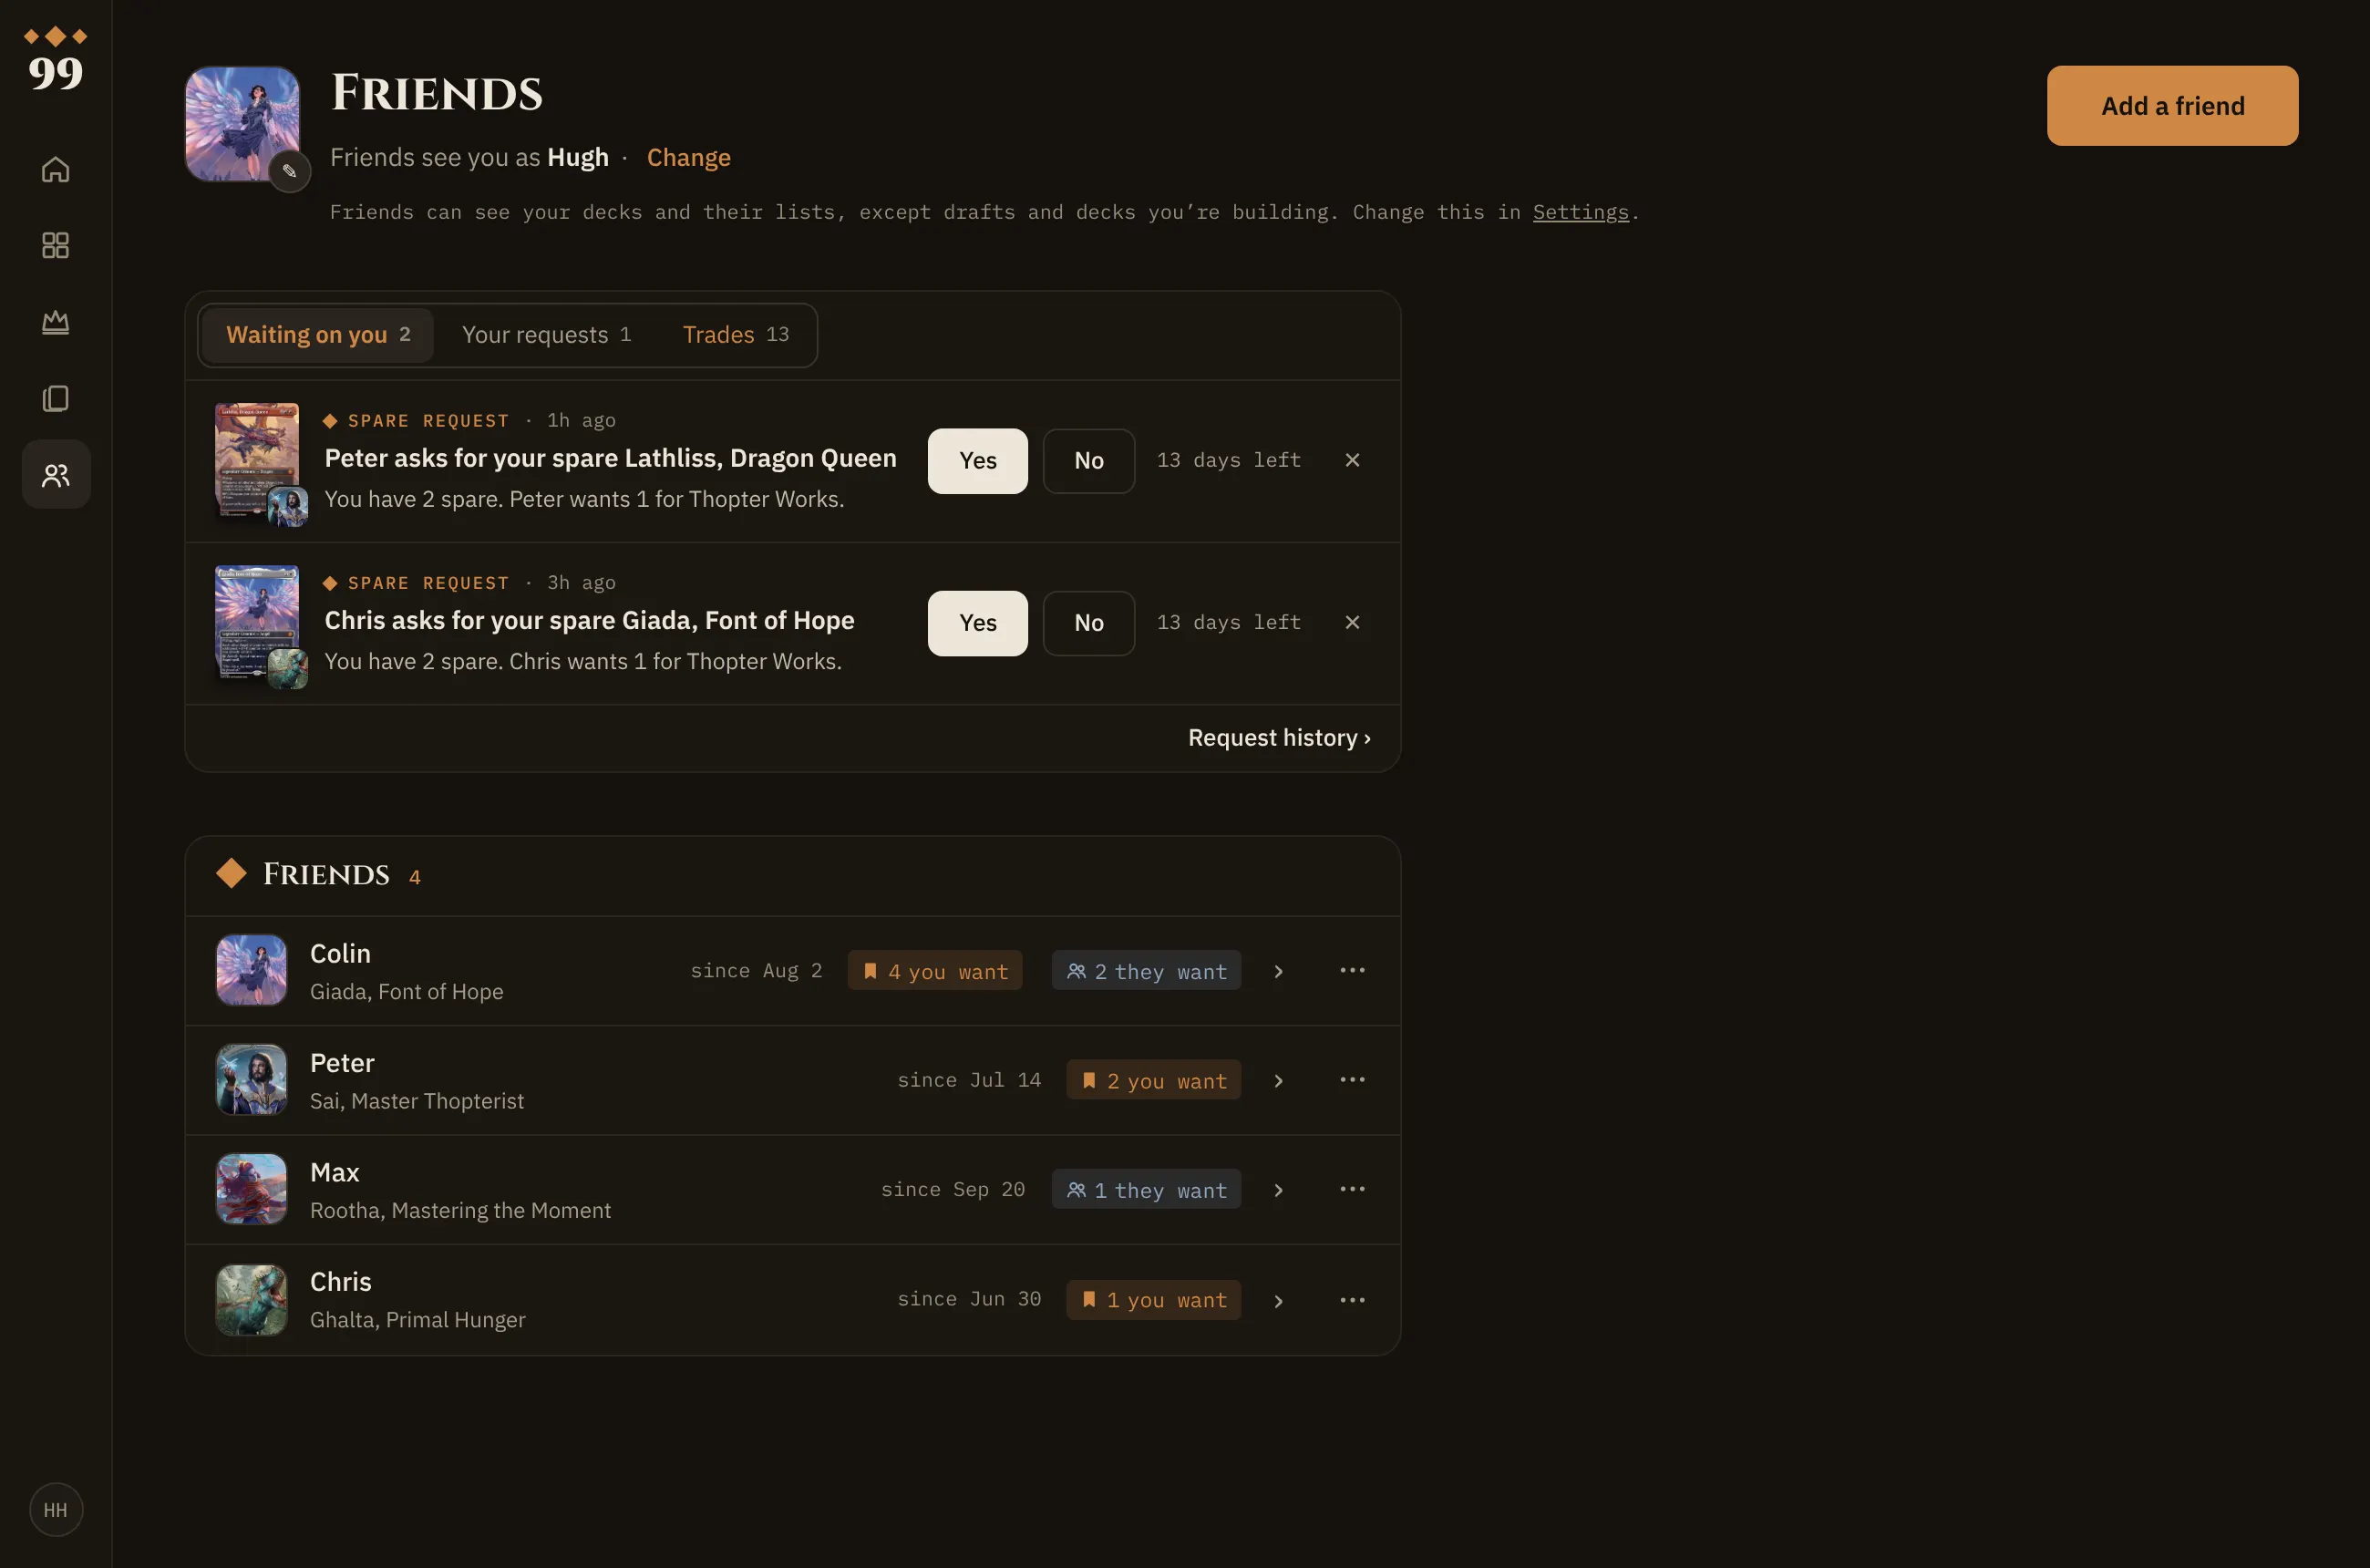 99
Friends
Friends see you as Hugh · Change
Add a friend
Friends can see your decks and their lists, except drafts and decks you’re building. Change this in Settings.
Waiting on you 2
Your requests 1
Trades 13
SPARE REQUEST · 1h ago
Peter asks for your spare Lathliss, Dragon Queen
You have 2 spare. Peter wants 1 for Thopter Works.
Yes
No
13 days left
SPARE REQUEST · 3h ago
Chris asks for your spare Giada, Font of Hope
You have 2 spare. Chris wants 1 for Thopter Works.
Yes
No
13 days left
Request history ›
Friends 4
Colin
Giada, Font of Hope
since Aug 2
4 you want
2 they want
Peter
Sai, Master Thopterist
since Jul 14
2 you want
Max
Rootha, Mastering the Moment
since Sep 20
1 they want
Chris
Ghalta, Primal Hunger
since Jun 30
1 you want
HH